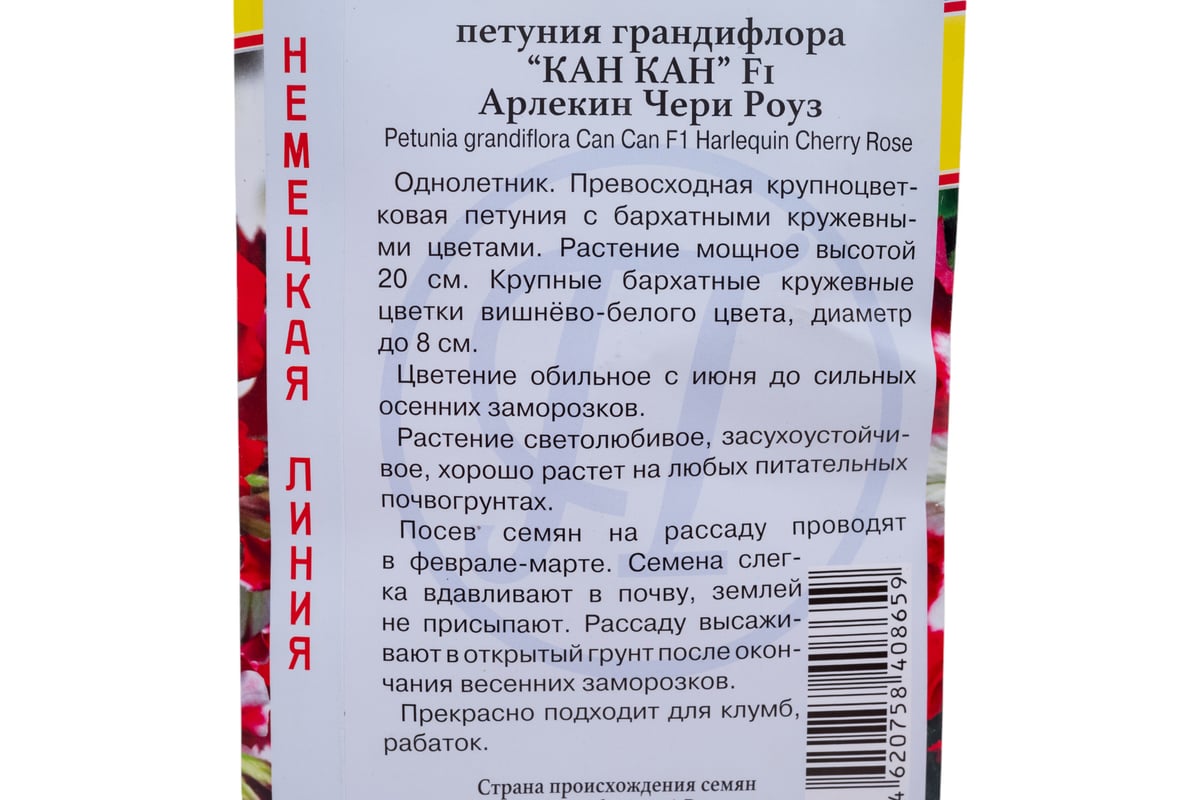 НЕМЕЦКАЯ ЛИНИЯ
петуния грандифлора
“КАН КАН” F1
Арлекин Чери Роуз
Petunia grandiflora Can Can F1 Harlequin Cherry Rose
Однолетник. Превосходная крупноцвет-
ковая петуния с бархатными кружевны-
ми цветами. Растение мощное высотой
20 см. Крупные бархатные кружевные
цветки вишнёво-белого цвета, диаметр
до 8 см.
Цветение обильное с июня до сильных
осенних заморозков.
Растение светолюбивое, засухоустойчи-
вое, хорошо растет на любых питательных
почвогрунтах.
Посев семян на рассаду проводят
в феврале-марте. Семена слег-
ка вдавливают в почву, землей
не присыпают. Рассаду высажи-
вают в открытый грунт после окон-
чания весенних заморозков.
Прекрасно подходит для клумб,
рабаток.
Страна происхождения семян
4 620758 408659